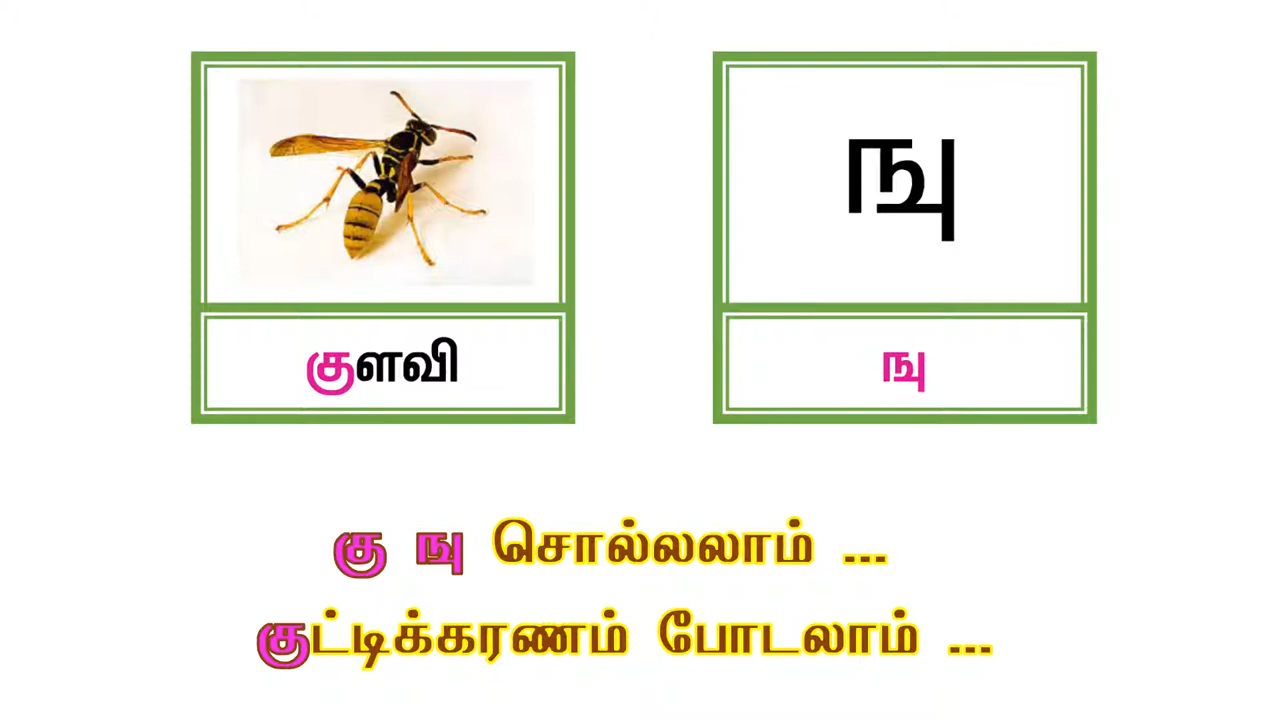 ஙு
குளவி
ஙு
கு ஙு சொல்லலாம் ...
குட்டிக்கரணம் போடலாம் ...